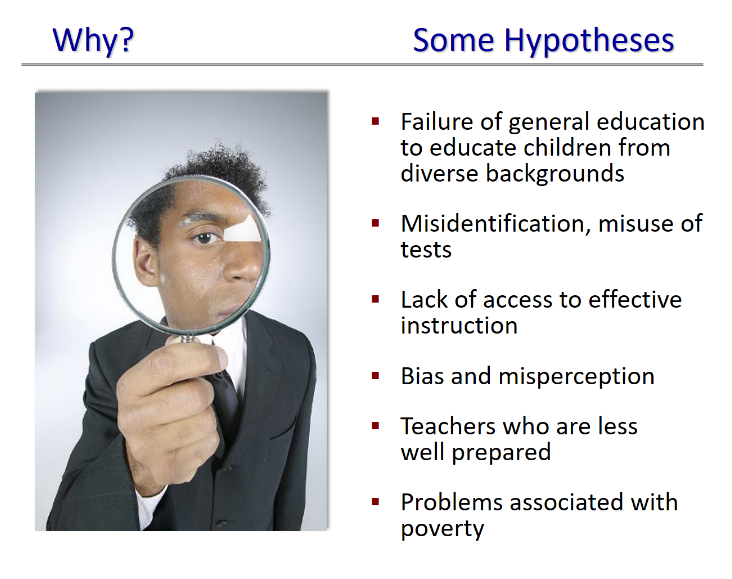 Why?
Some Hypotheses
▪ Failure of general education
to educate children from
diverse backgrounds
▪ Misidentification, misuse of
tests
▪ Lack of access to effective
instruction
▪ Bias and misperception
▪ Teachers who are less
well prepared
▪ Problems associated with
poverty